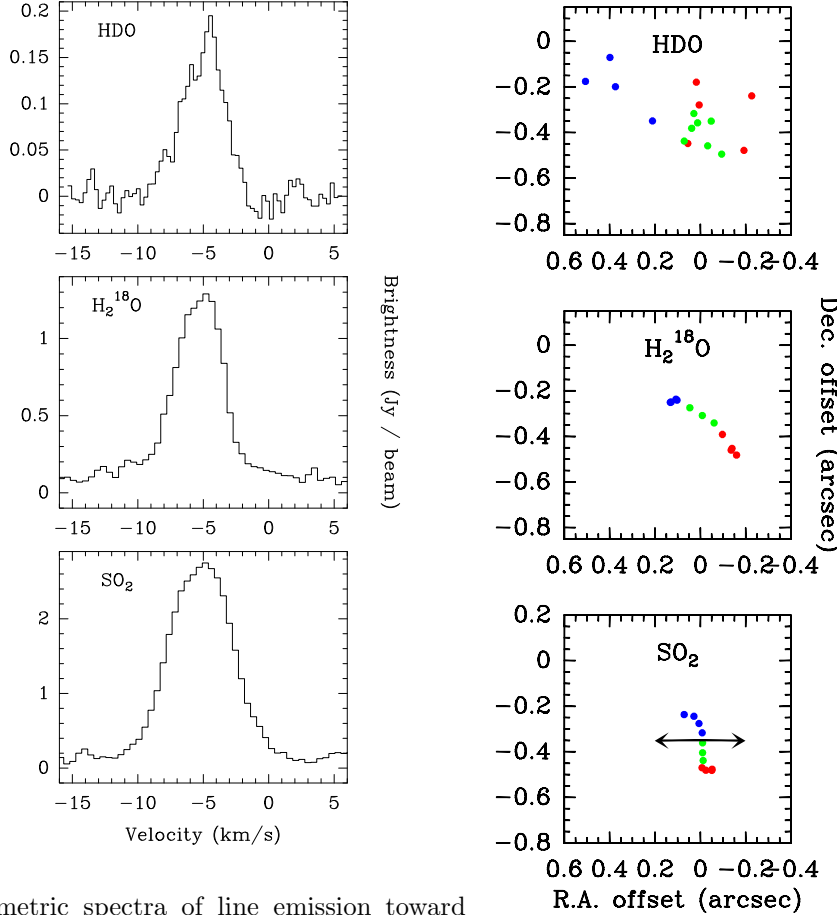 0.2
HDO
0.15
0.1
0.05
0
−15 −10 −5 0 5
H₂¹⁸O
1
0.5
0
−15 −10 −5 0 5
SO₂
2
1
0
−15 −10 −5 0 5
Velocity (km/s)
Brightness (Jy / beam)
metric spectra of line emission toward
0
HDO
−0.2
−0.4
−0.6
−0.8
0.6 0.4 0.2 0 −0.2 −0.4
0
H₂¹⁸O
−0.2
−0.4
−0.6
−0.8
0.6 0.4 0.2 0 −0.2 −0.4
0.2
SO₂
0
−0.2
−0.4
−0.6
−0.8
0.6 0.4 0.2 0 −0.2 −0.4
R.A. offset (arcsec)
Dec. offset (arcsec)